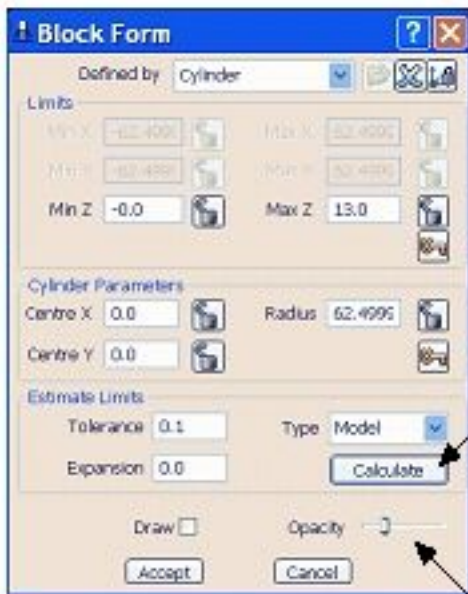 Block Form
Defined by Cylinder
Limits
Min X -62.4999 Max X 62.4999
Min Y -62.4999 Max Y 62.4999
Min Z -0.0 Max Z 13.0
Cylinder Parameters
Centre X 0.0 Radius 62.4999
Centre Y 0.0
Estimate Limits
Tolerance 0.1 Type Model
Expansion 0.0 Calculate
Draw Opacity
Accept Cancel